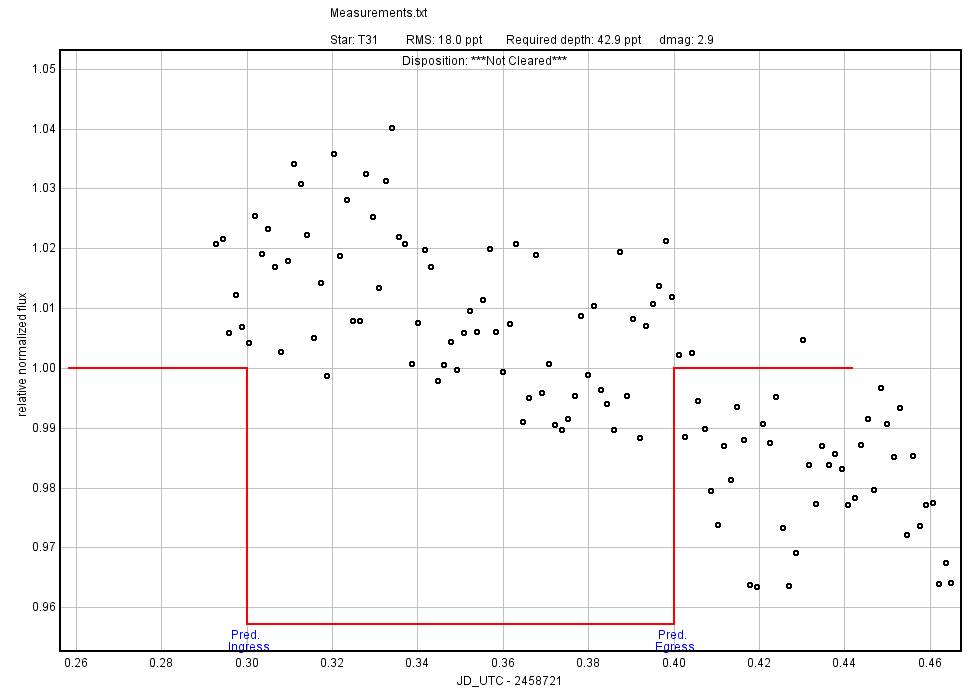 Measurements.txt
Star: T31 RMS: 18.0 ppt Required depth: 42.9 ppt dmag: 2.9
Disposition: ***Not Cleared***
1.05
1.04
1.03
1.02
1.01
1.00
0.99
0.98
0.97
0.96
relative normalized flux
Pred. Ingress
Pred. Egress
0.26 0.28 0.30 0.32 0.34 0.36 0.38 0.40 0.42 0.44 0.46
JD_UTC - 2458721